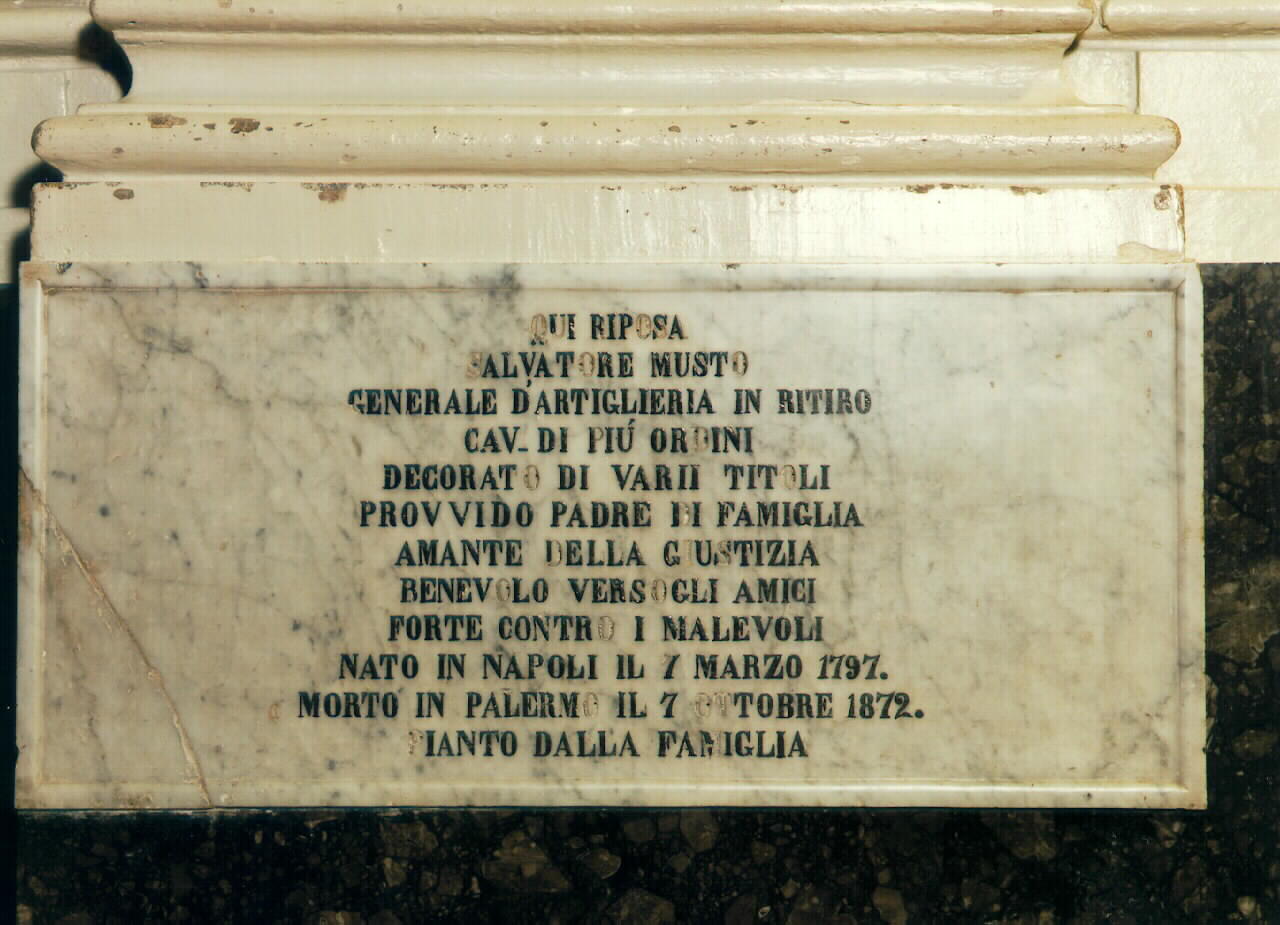 QUI RIPOSA
SALVATORE MUSTO
GENERALE D'ARTIGLIERIA IN RITIRO
CAV. DI PIÚ ORDINI
DECORATO DI VARII TITOLI
PROVVIDO PADRE DI FAMIGLIA
AMANTE DELLA GIUSTIZIA
BENEVOLO VERSO GLI AMICI
FORTE CONTRO I MALEVOLI
NATO IN NAPOLI IL 7 MARZO 1797.
MORTO IN PALERMO IL 7 OTTOBRE 1872.
PIANTO DALLA FAMIGLIA